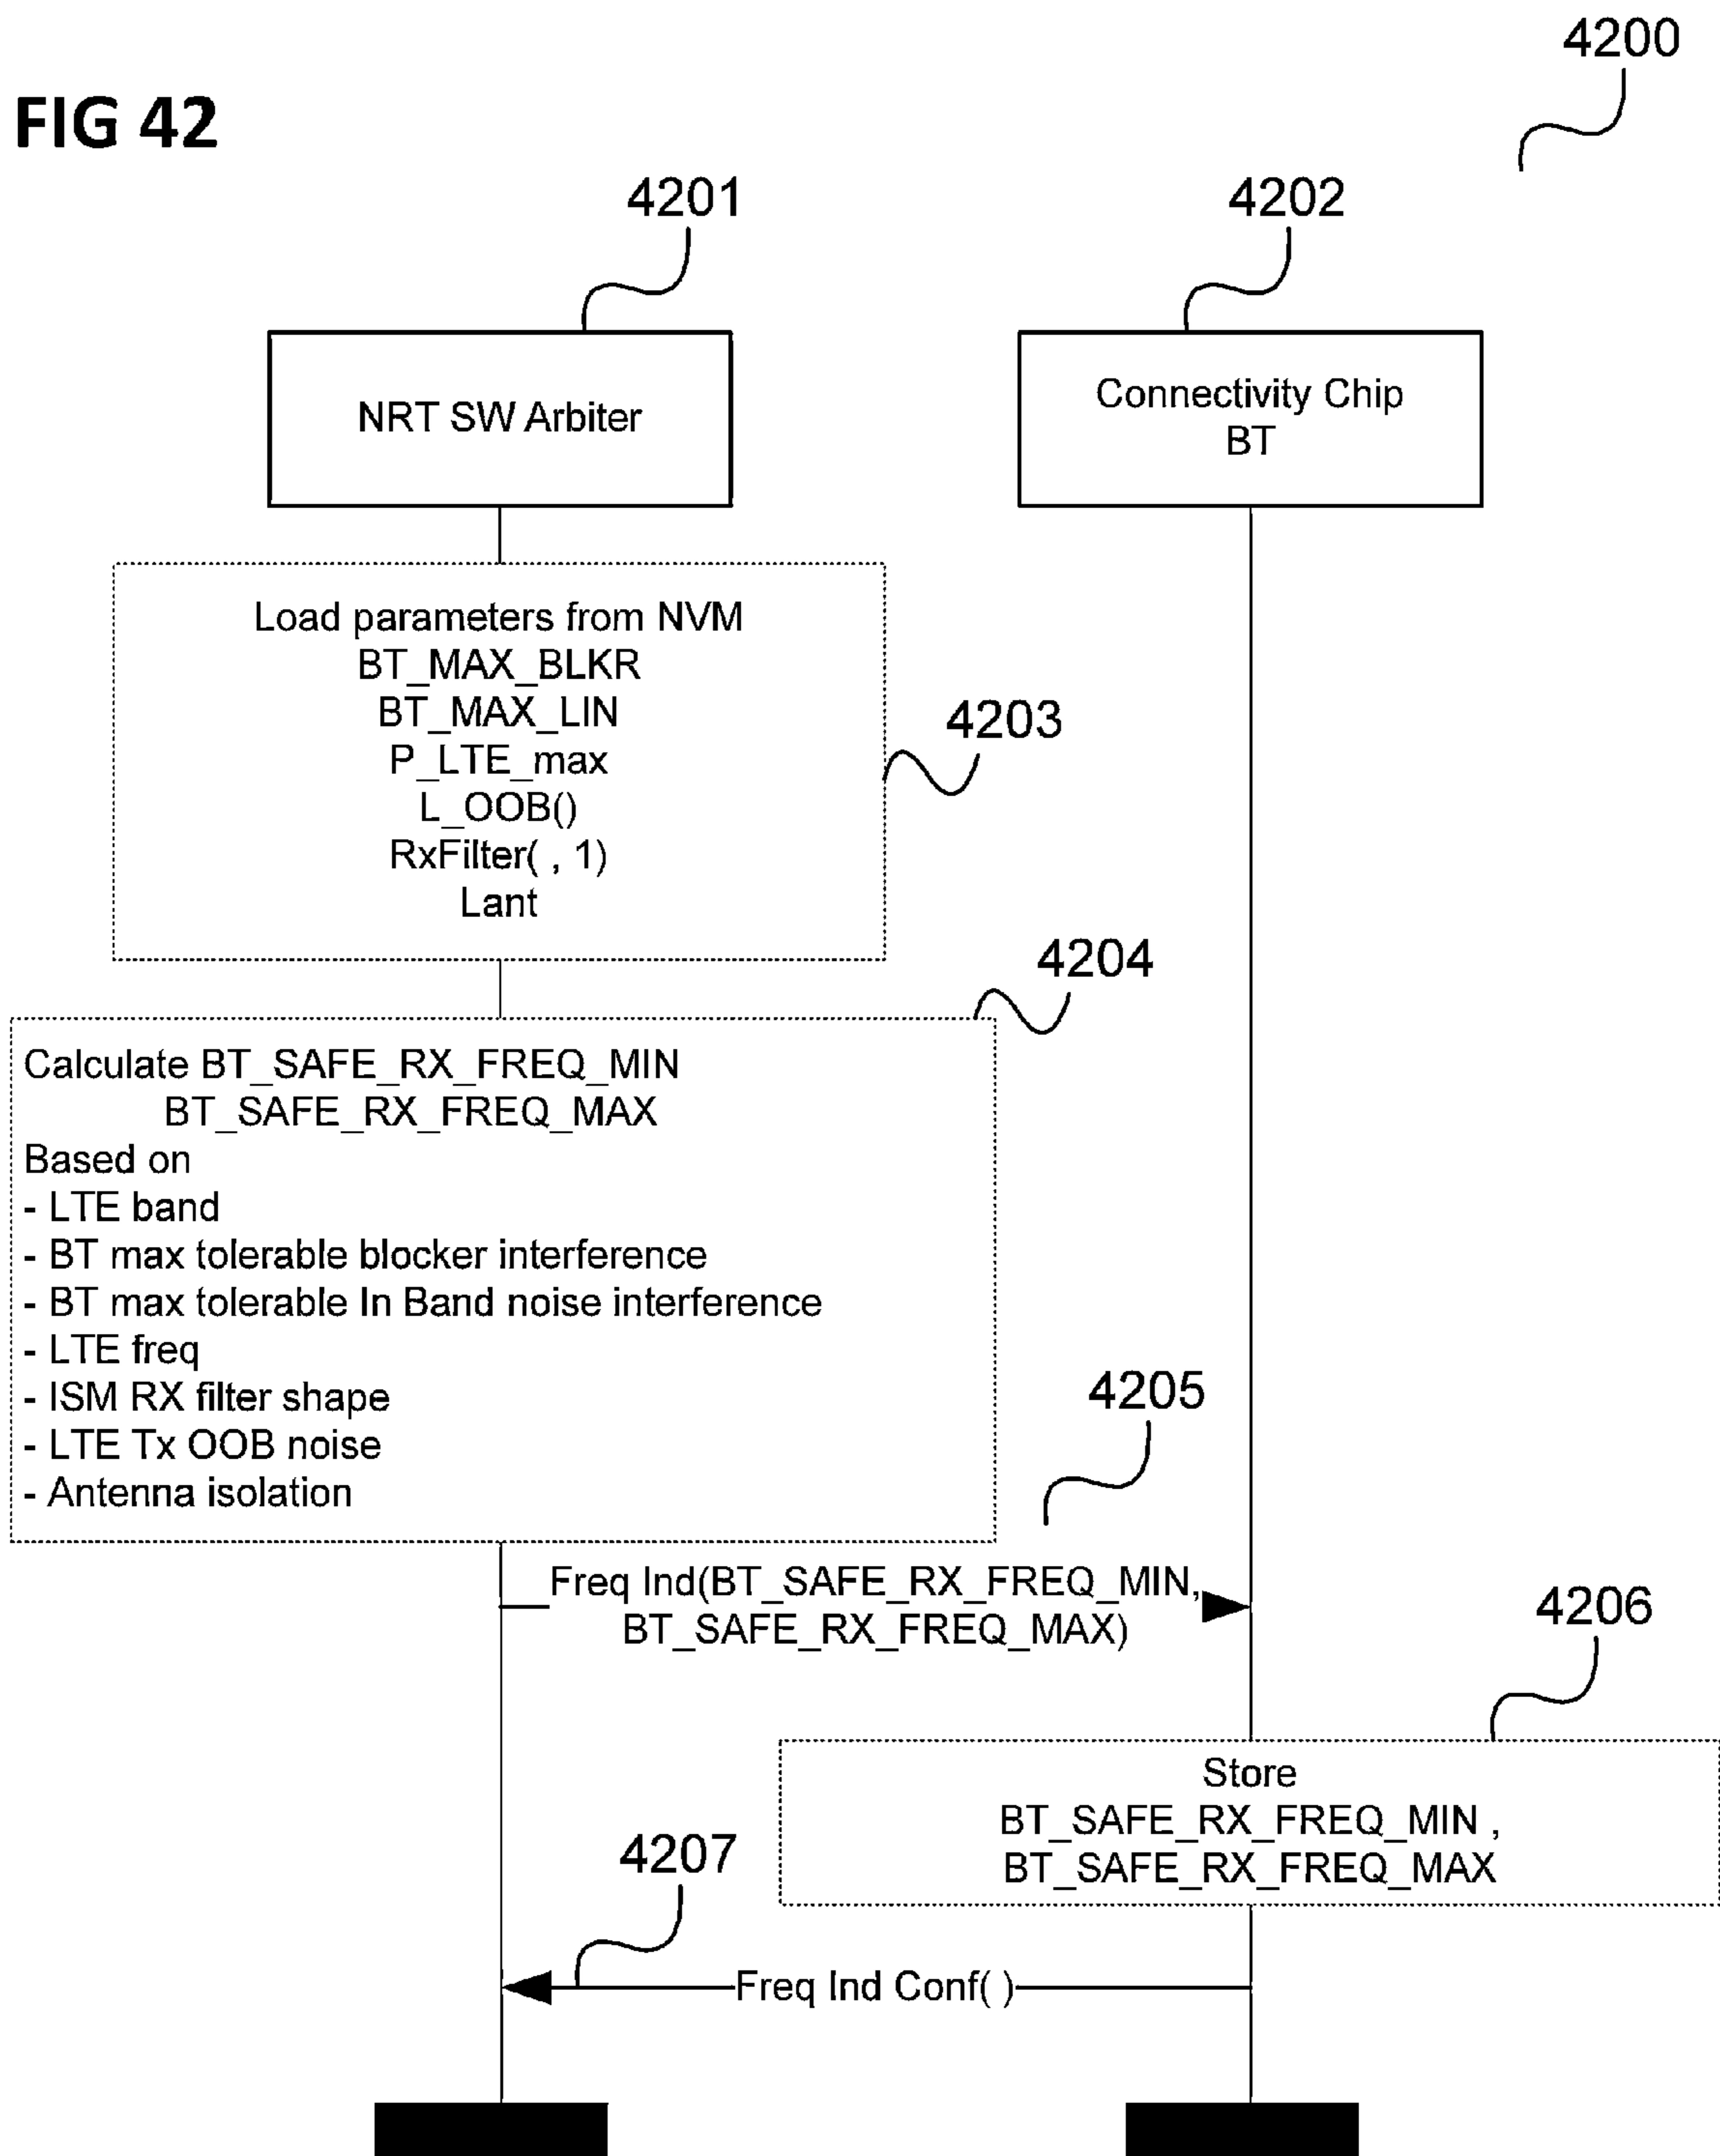 4200
FIG 42
4201
4202
NRT SW Arbiter
Connectivity Chip
BT
Load parameters from NVM
BT_MAX_BLKR
BT_MAX_LIN
P_LTE_max
L_OOB()
RxFilter( , 1)
Lant
4203
4204
Calculate BT_SAFE_RX_FREQ_MIN
BT_SAFE_RX_FREQ_MAX
Based on
- LTE band
- BT max tolerable blocker interference
- BT max tolerable In Band noise interference
- LTE freq
- ISM RX filter shape
- LTE Tx OOB noise
- Antenna isolation
4205
Freq Ind(BT_SAFE_RX_FREQ_MIN,
BT_SAFE_RX_FREQ_MAX)
4206
Store
BT_SAFE_RX_FREQ_MIN ,
BT_SAFE_RX_FREQ_MAX
4207
Freq Ind Conf( )